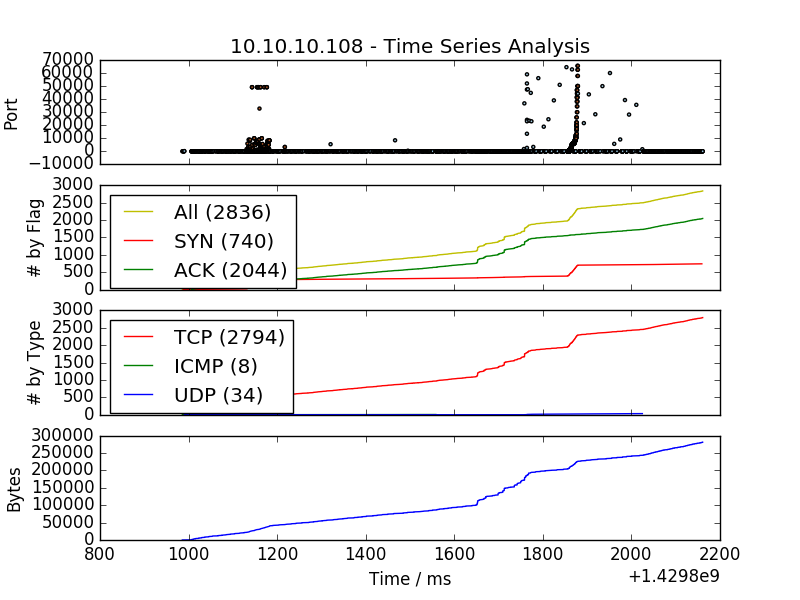 10.10.10.108 - Time Series Analysis
70000
60000
50000
40000
30000
20000
10000
0
−10000
Port
3000
2500
2000
1500
1000
500
0
# by Flag
All (2836)
SYN (740)
ACK (2044)
3000
2500
2000
1500
1000
500
0
# by Type
TCP (2794)
ICMP (8)
UDP (34)
300000
250000
200000
150000
100000
50000
0
Bytes
800 1000 1200 1400 1600 1800 2000 2200
Time / ms
+1.4298e9